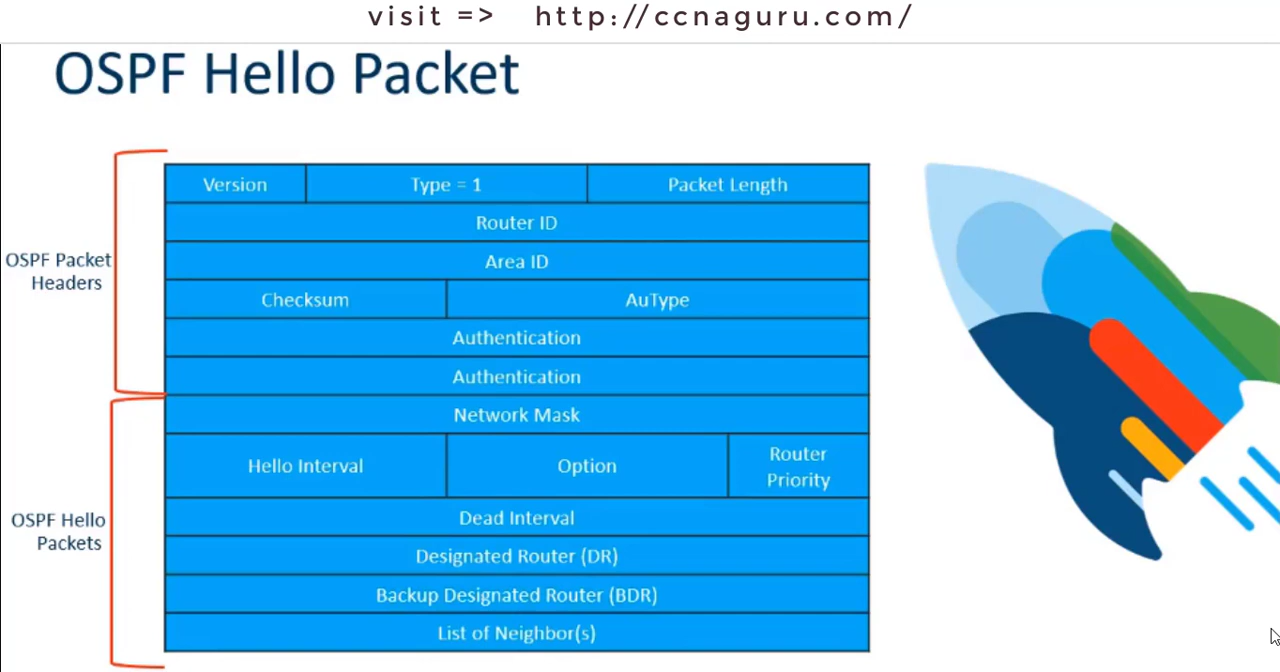 visit => http://ccnaguru.com/
OSPF Hello Packet
OSPF Packet
Headers
Version Type = 1 Packet Length
Router ID
Area ID
Checksum AuType
Authentication
Authentication
OSPF Hello
Packets
Network Mask
Hello Interval Option Router
Priority
Dead Interval
Designated Router (DR)
Backup Designated Router (BDR)
List of Neighbor(s)